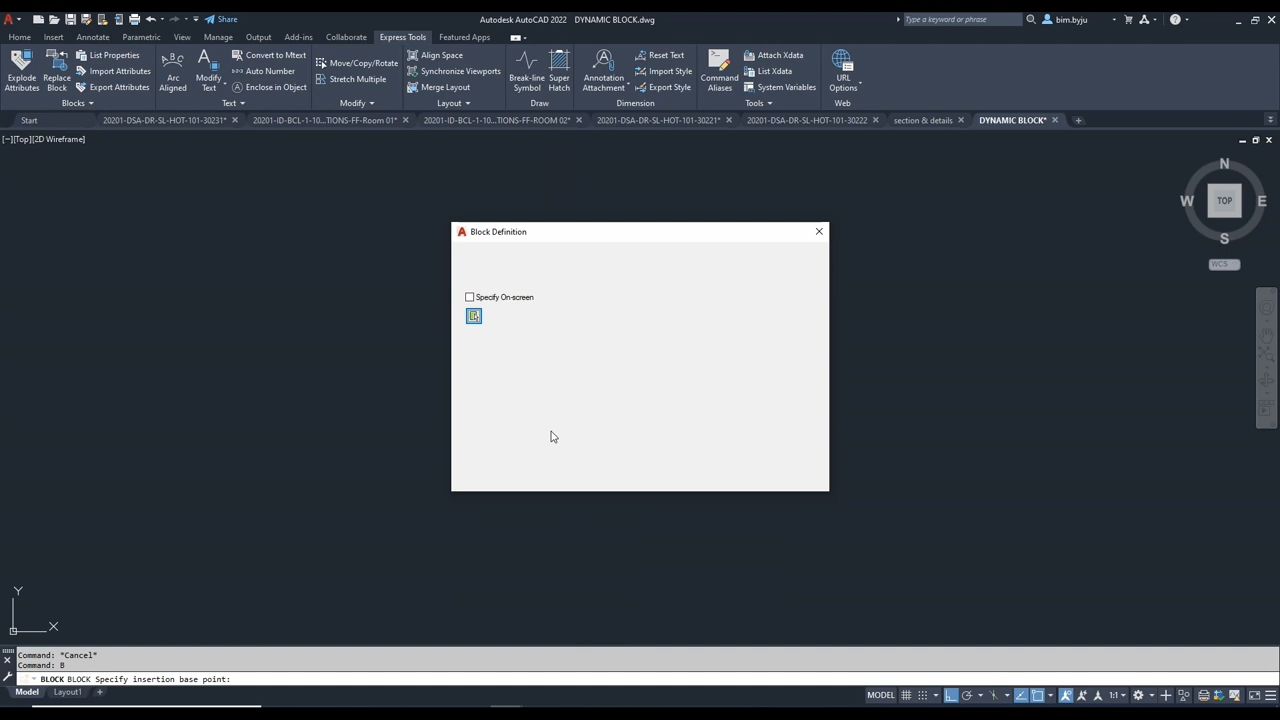 Share
Autodesk AutoCAD 2022 DYNAMIC BLOCK.dwg
Type a keyword or phrase
bim.byju
Home Insert Annotate Parametric View Manage Output Add-ins Collaborate Express Tools Featured Apps
Explode Attributes
Replace Block
List Properties
Import Attributes
Export Attributes
Blocks
Arc Aligned
Modify Text
Convert to Mtext
Auto Number
Enclose in Object
Text
Move/Copy/Rotate
Stretch Multiple
Modify
Align Space
Synchronize Viewports
Merge Layout
Layout
Break-line Symbol
Super Hatch
Draw
Annotation Attachment
Reset Text
Import Style
Export Style
Dimension
Command Aliases
Attach Xdata
List Xdata
System Variables
Tools
URL Options
Web
Start
20201-DSA-DR-SL-HOT-101-30231*
20201-ID-BCL-1-10...TIONS-FF-Room 01*
20201-ID-BCL-1-10...TIONS-FF-ROOM 02*
20201-DSA-DR-SL-HOT-101-30221*
20201-DSA-DR-SL-HOT-101-30222
section & details
DYNAMIC BLOCK*
[−][Top][2D Wireframe]
N
W TOP E
S
WCS
Block Definition
Specify On-screen
Y
X
Command: *Cancel*
Command: B
BLOCK BLOCK Specify insertion base point:
Model Layout1
MODEL
1:1